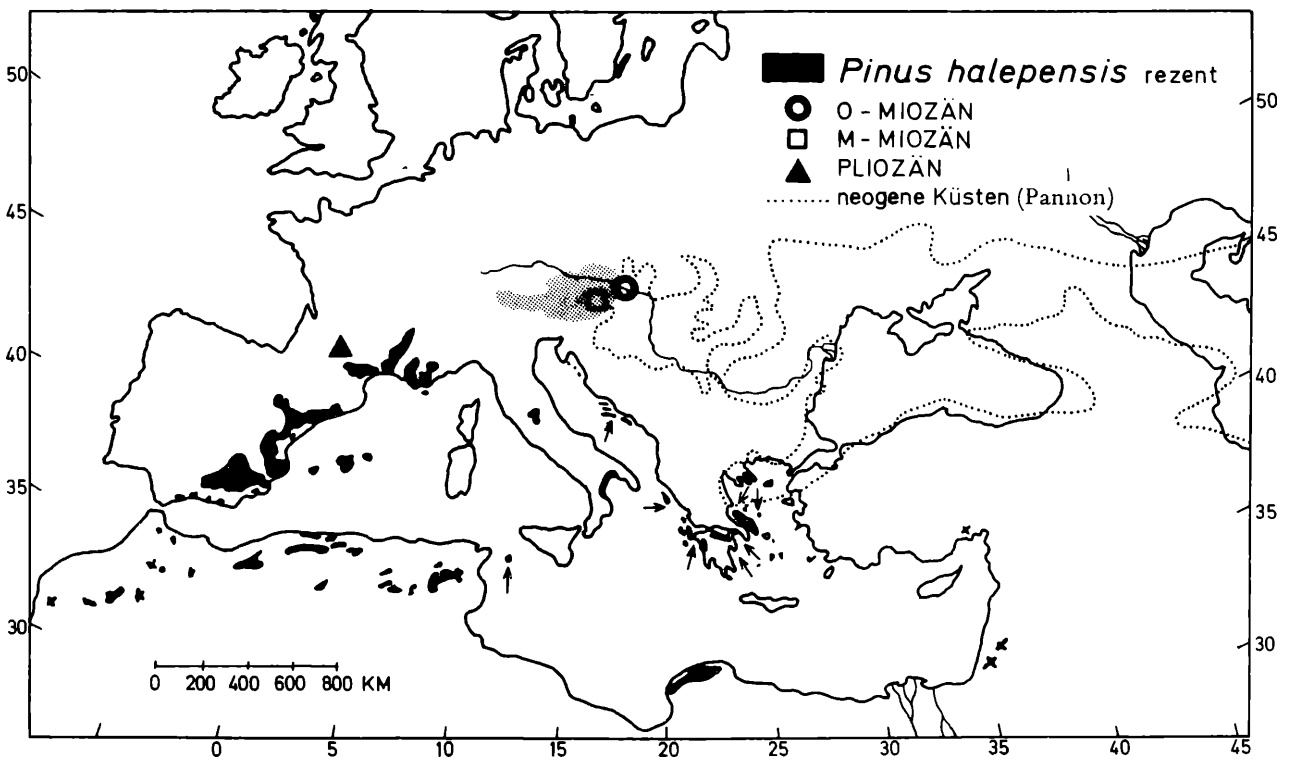 Pinus halepensis rezent
O - MIOZÄN
M - MIOZÄN
PLIOZÄN
neogene Küsten (Pannon)
50
45
40
35
30
50
45
40
35
30
0 200 400 600 800 KM
0 5 10 15 20 25 30 35 40 45